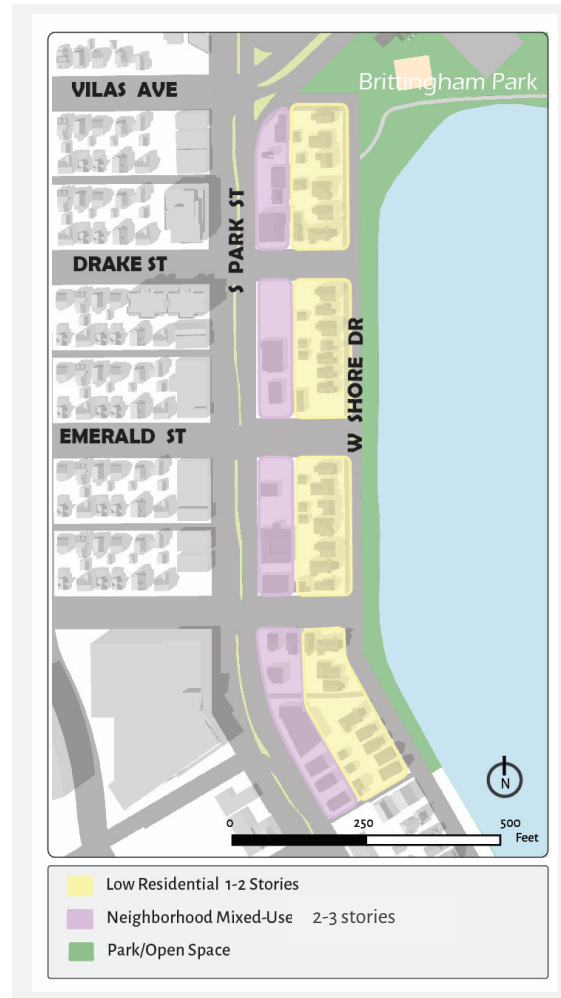 Brittingham Park
VILAS AVE
S PARK ST
DRAKE ST
W SHORE DR
EMERALD ST
N
0 250 500
Feet
Low Residential 1-2 Stories
Neighborhood Mixed-Use 2-3 stories
Park/Open Space